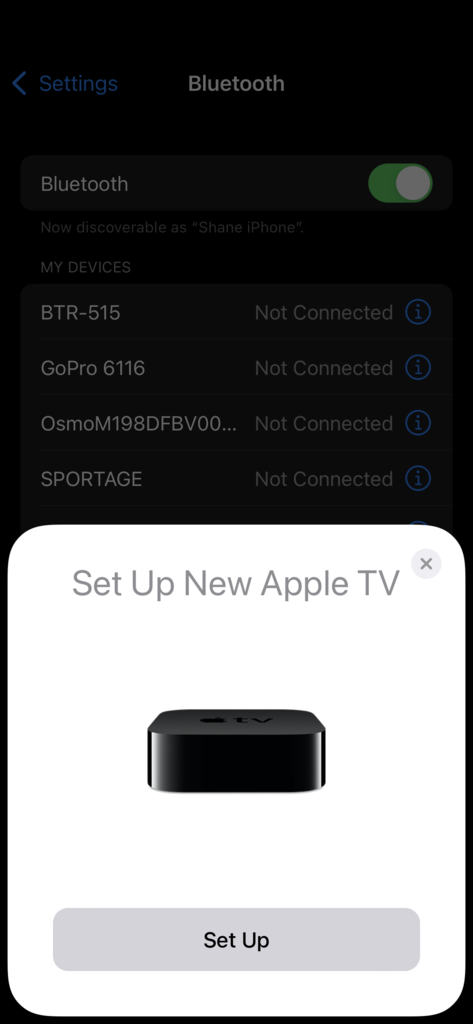 Settings
Bluetooth
Bluetooth
Now discoverable as “Shane iPhone”.
MY DEVICES
BTR-515 Not Connected
GoPro 6116 Not Connected
OsmoM198DFBV00... Not Connected
SPORTAGE Not Connected
Set Up New Apple TV
tv
Set Up